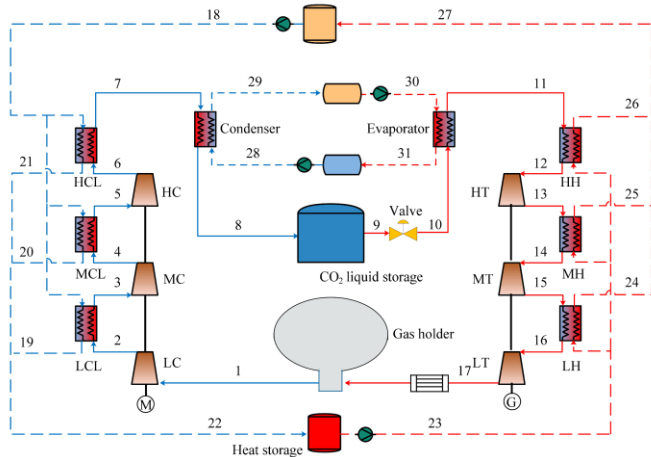 18
27
7
29
30
11
26
Condenser
Evaporator
21
6
28
31
12
HCL
HC
HT
HH
5
13
25
8
9
Valve
10
20
4
14
MCL
MC
CO₂ liquid storage
MT
MH
3
15
24
Gas holder
19
2
16
LCL
LC
1
17
LT
LH
M
G
22
23
Heat storage